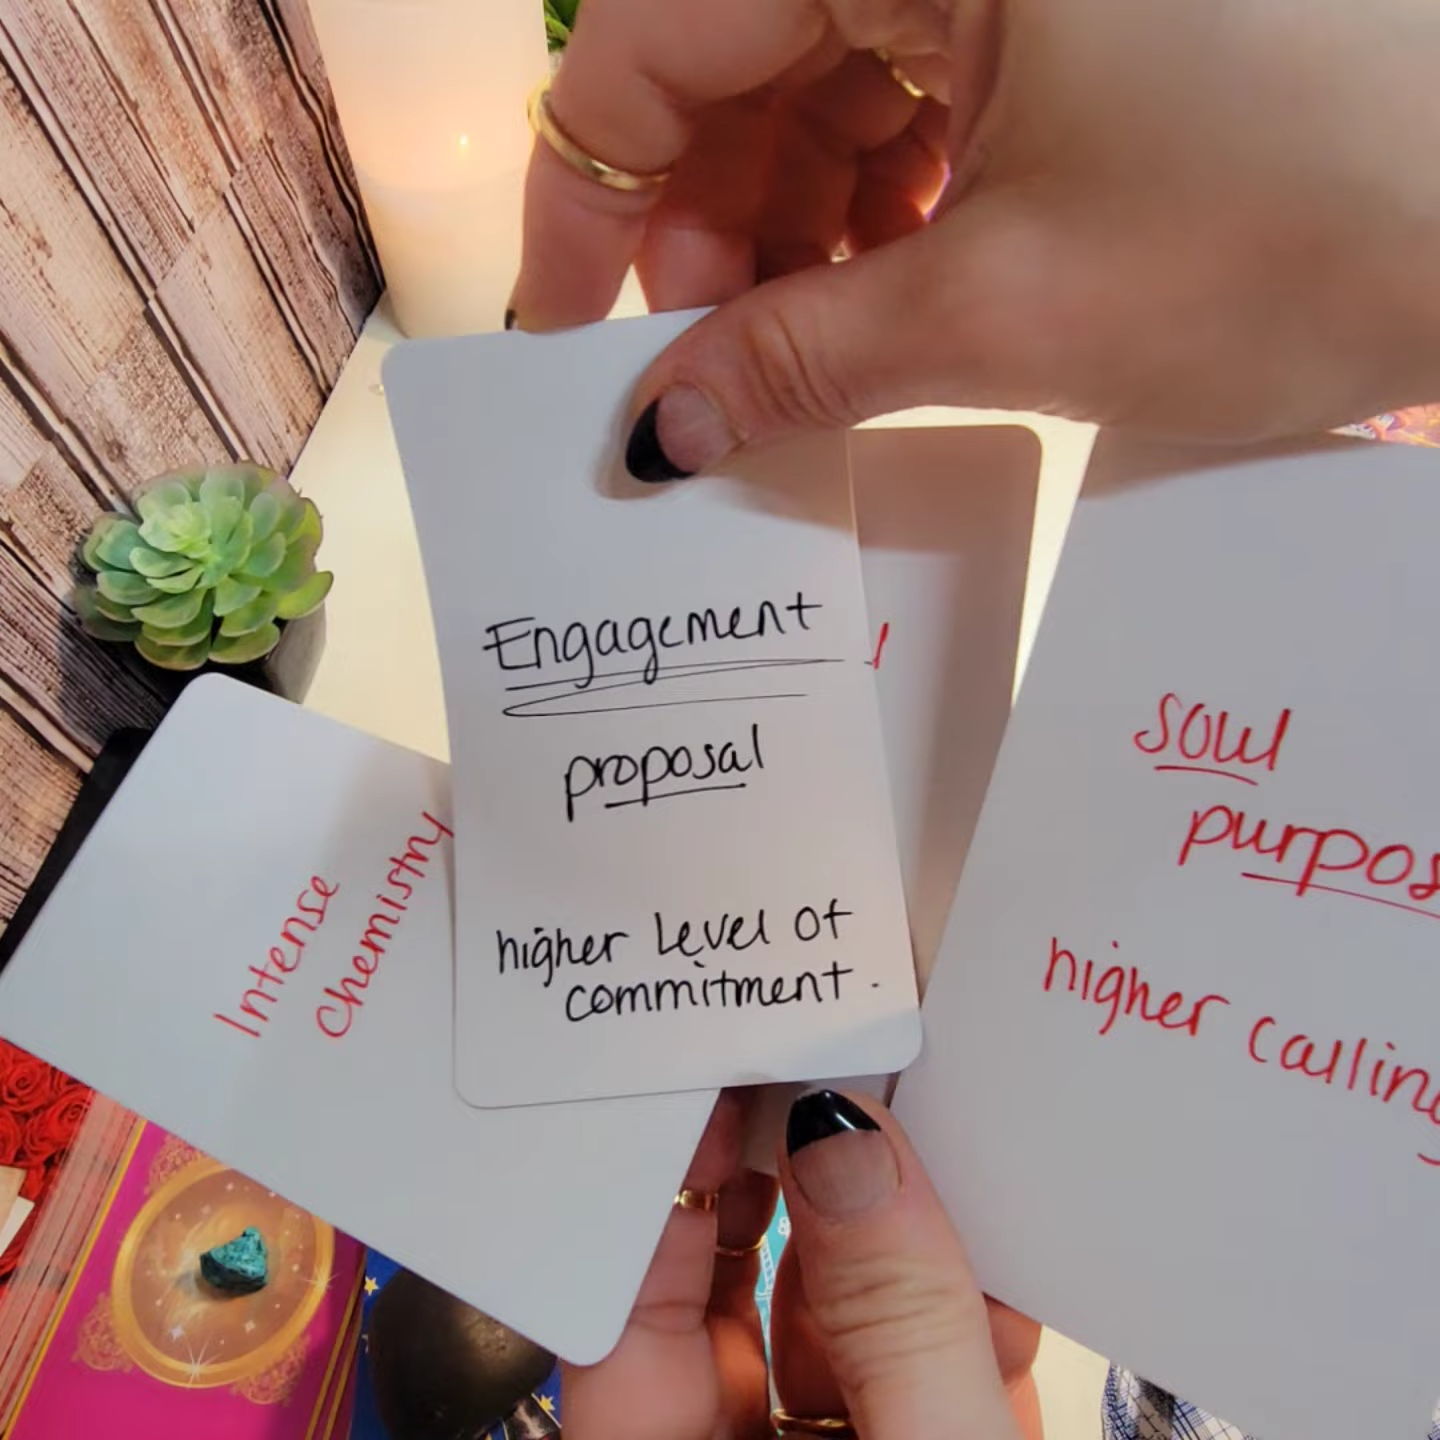 Engagement
proposal
higher level of
commitment.
Intense
chemistry
soul
higher calling